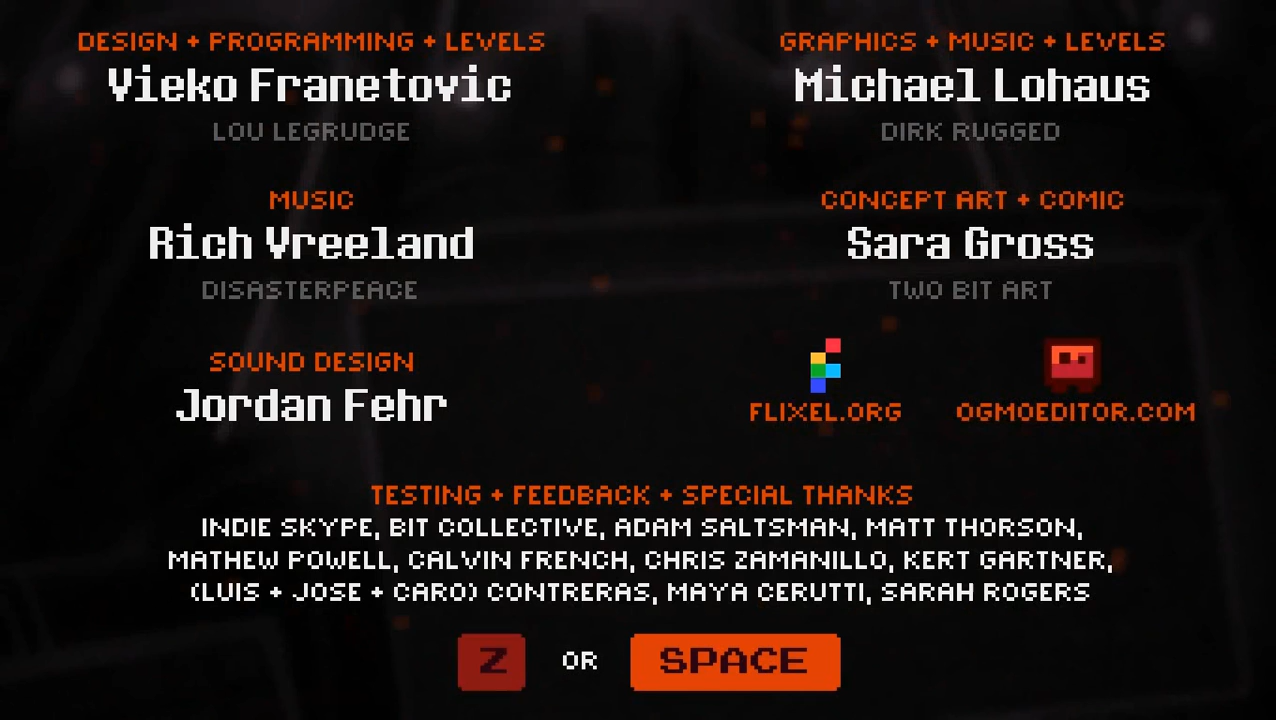 DESIGN + PROGRAMMING + LEVELS
Vieko Franetovic
LOU LEGRUDGE
GRAPHICS + MUSIC + LEVELS
Michael Lohaus
DIRK RUGGED
MUSIC
Rich Vreeland
DISASTERPEACE
CONCEPT ART + COMIC
Sara Gross
TWO BIT ART
SOUND DESIGN
Jordan Fehr
FLIXEL.ORG
OGMOEDITOR.COM
TESTING + FEEDBACK + SPECIAL THANKS
INDIE SKYPE, BIT COLLECTIVE, ADAM SALTSMAN, MATT THORSON,
MATHEW POWELL, CALVIN FRENCH, CHRIS ZAMANILLO, KERT GARTNER,
(LUIS + JOSE + CARO) CONTRERAS, MAYA CERUTTI, SARAH ROGERS
Z OR SPACE